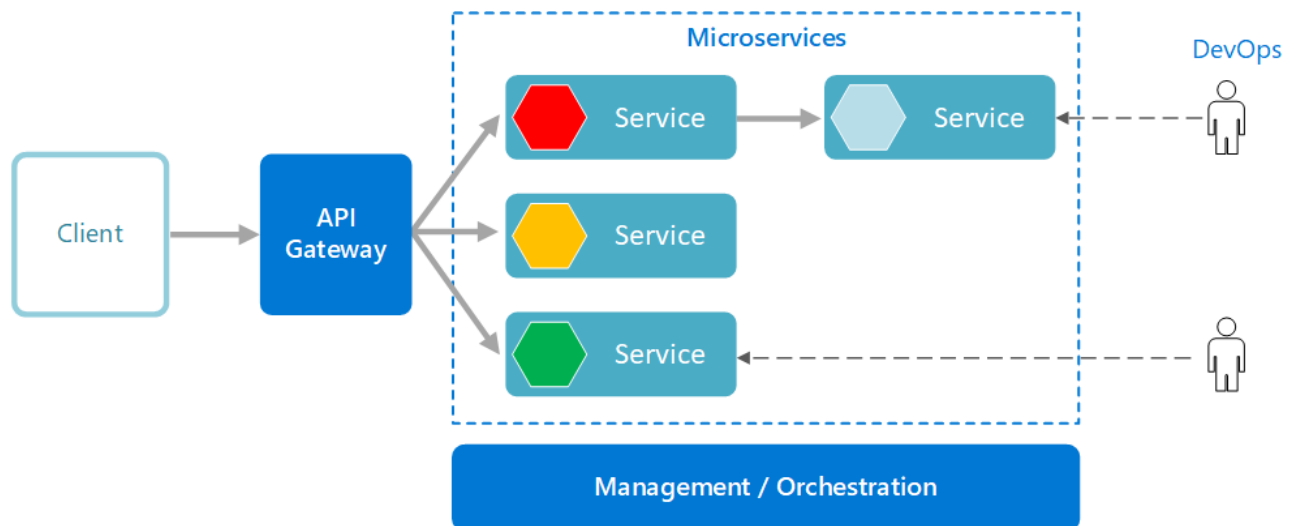 Microservices
DevOps
Service
Service
Client
API
Gateway
Service
Service
Management / Orchestration